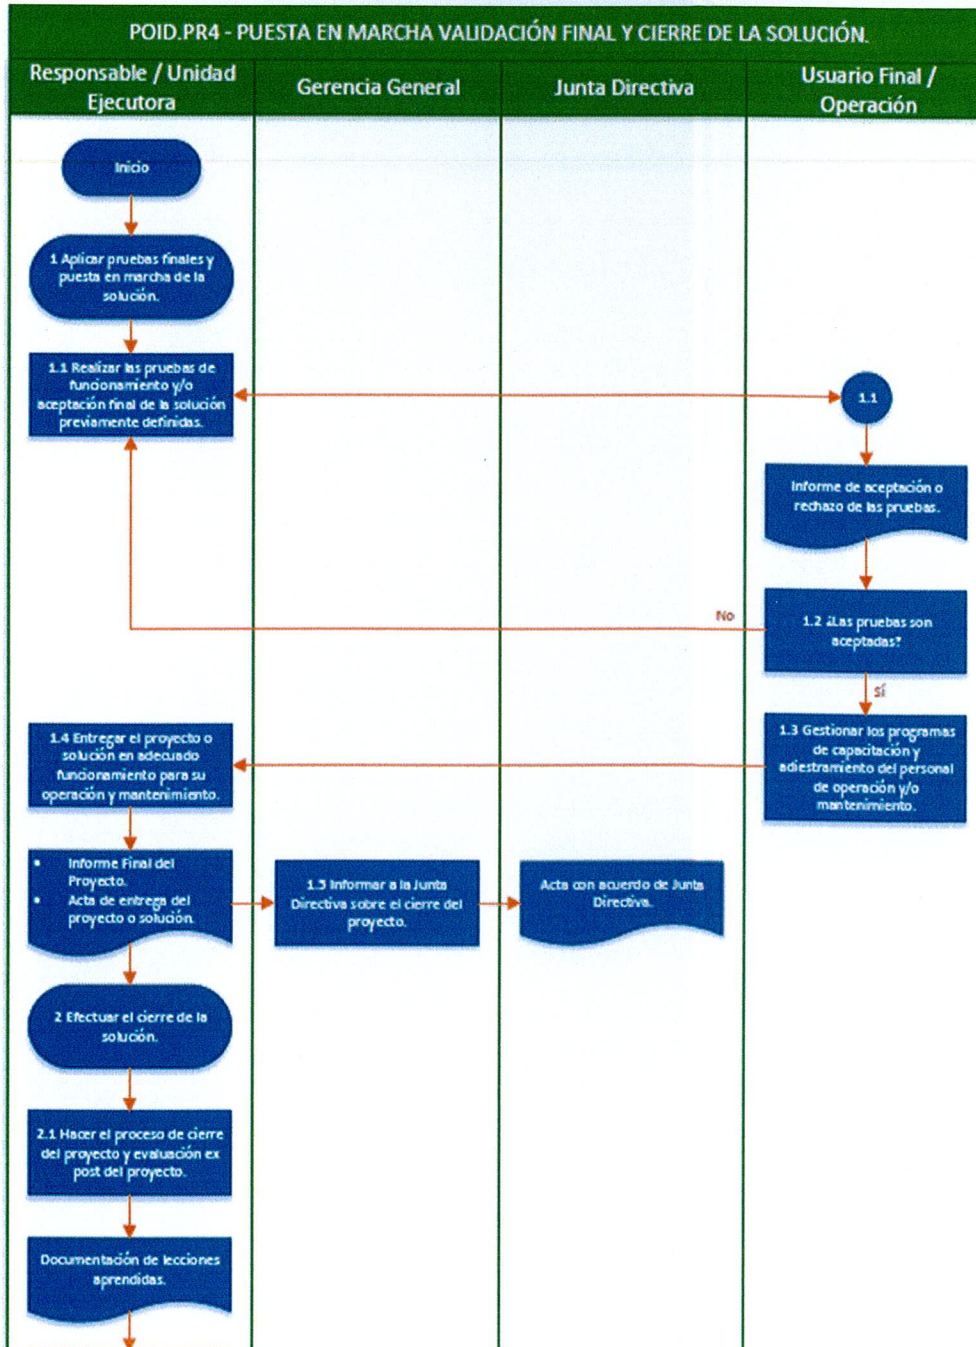 POID.PR4 - PUESTA EN MARCHA VALIDACIÓN FINAL Y CIERRE DE LA SOLUCIÓN.
Responsable / Unidad
Ejecutora
Gerencia General
Junta Directiva
Usuario Final /
Operación
Inicio
1 Aplicar pruebas finales y
puesta en marcha de la
solución.
1.1 Realizar las pruebas de
funcionamiento y/o
aceptación final de la solución
previamente definidas.
1.1
Informe de aceptación o
rechazo de las pruebas.
No
1.2 ¿Las pruebas son
aceptadas?
sí
1.3 Gestionar los programas
de capacitación y
adiestramiento del personal
de operación y/o
mantenimiento.
1.4 Entregar el proyecto o
solución en adecuado
funcionamiento para su
operación y mantenimiento.
• Informe Final del
Proyecto.
• Acta de entrega del
proyecto o solución.
1.5 Informar a la Junta
Directiva sobre el cierre del
proyecto.
Acta con acuerdo de Junta
Directiva.
2 Efectuar el cierre de la
solución.
2.1 Hacer el proceso de cierre
del proyecto y evaluación ex
post del proyecto.
Documentación de lecciones
aprendidas.